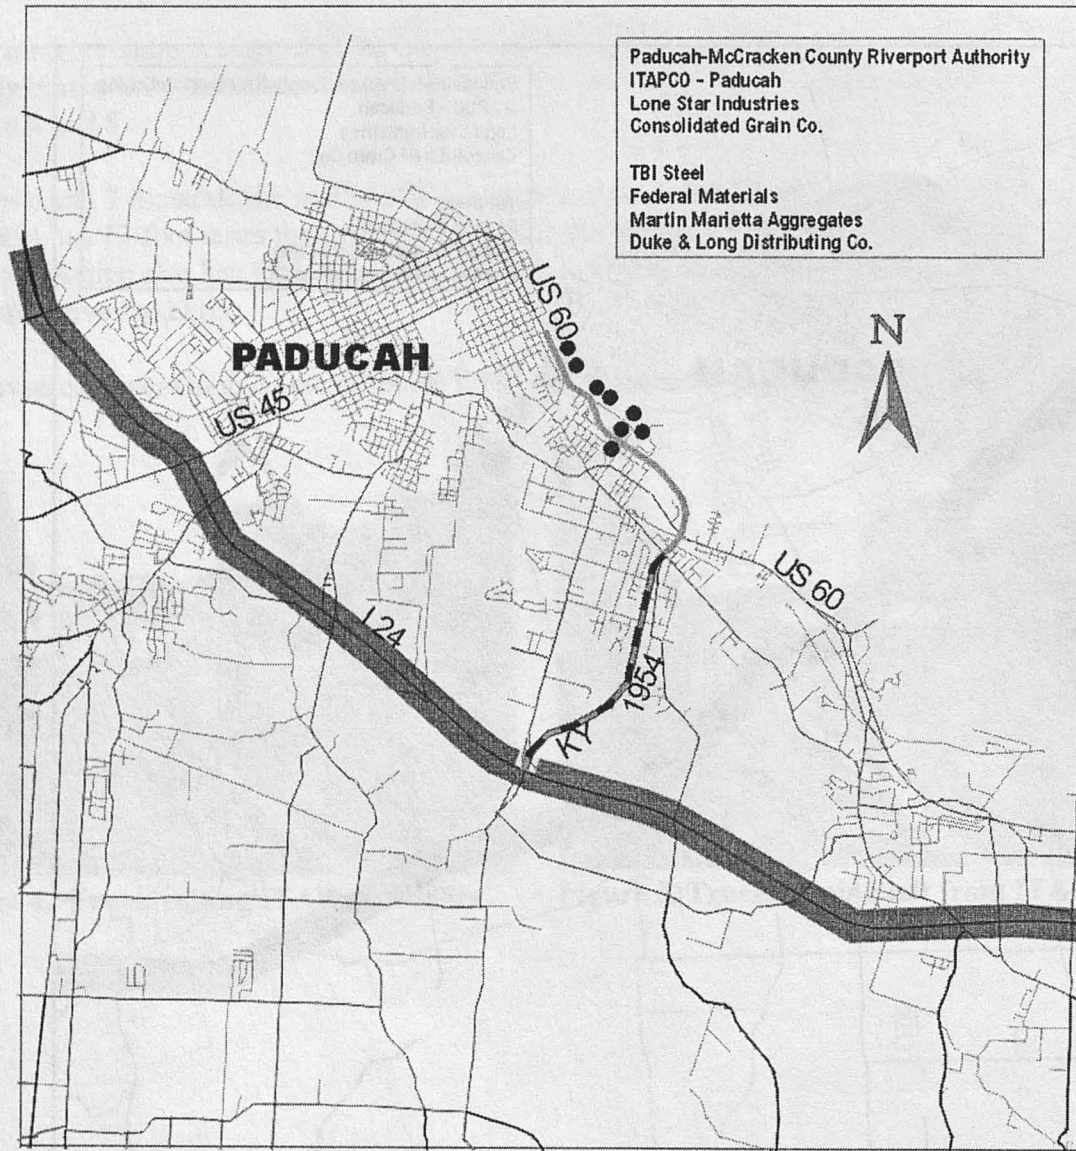 Paducah-McCracken County Riverport Authority
ITAPCO - Paducah
Lone Star Industries
Consolidated Grain Co.
TBI Steel
Federal Materials
Martin Marietta Aggregates
Duke & Long Distributing Co.
US 60
N
PADUCAH
US 45
US 60
I 24
KY 1954